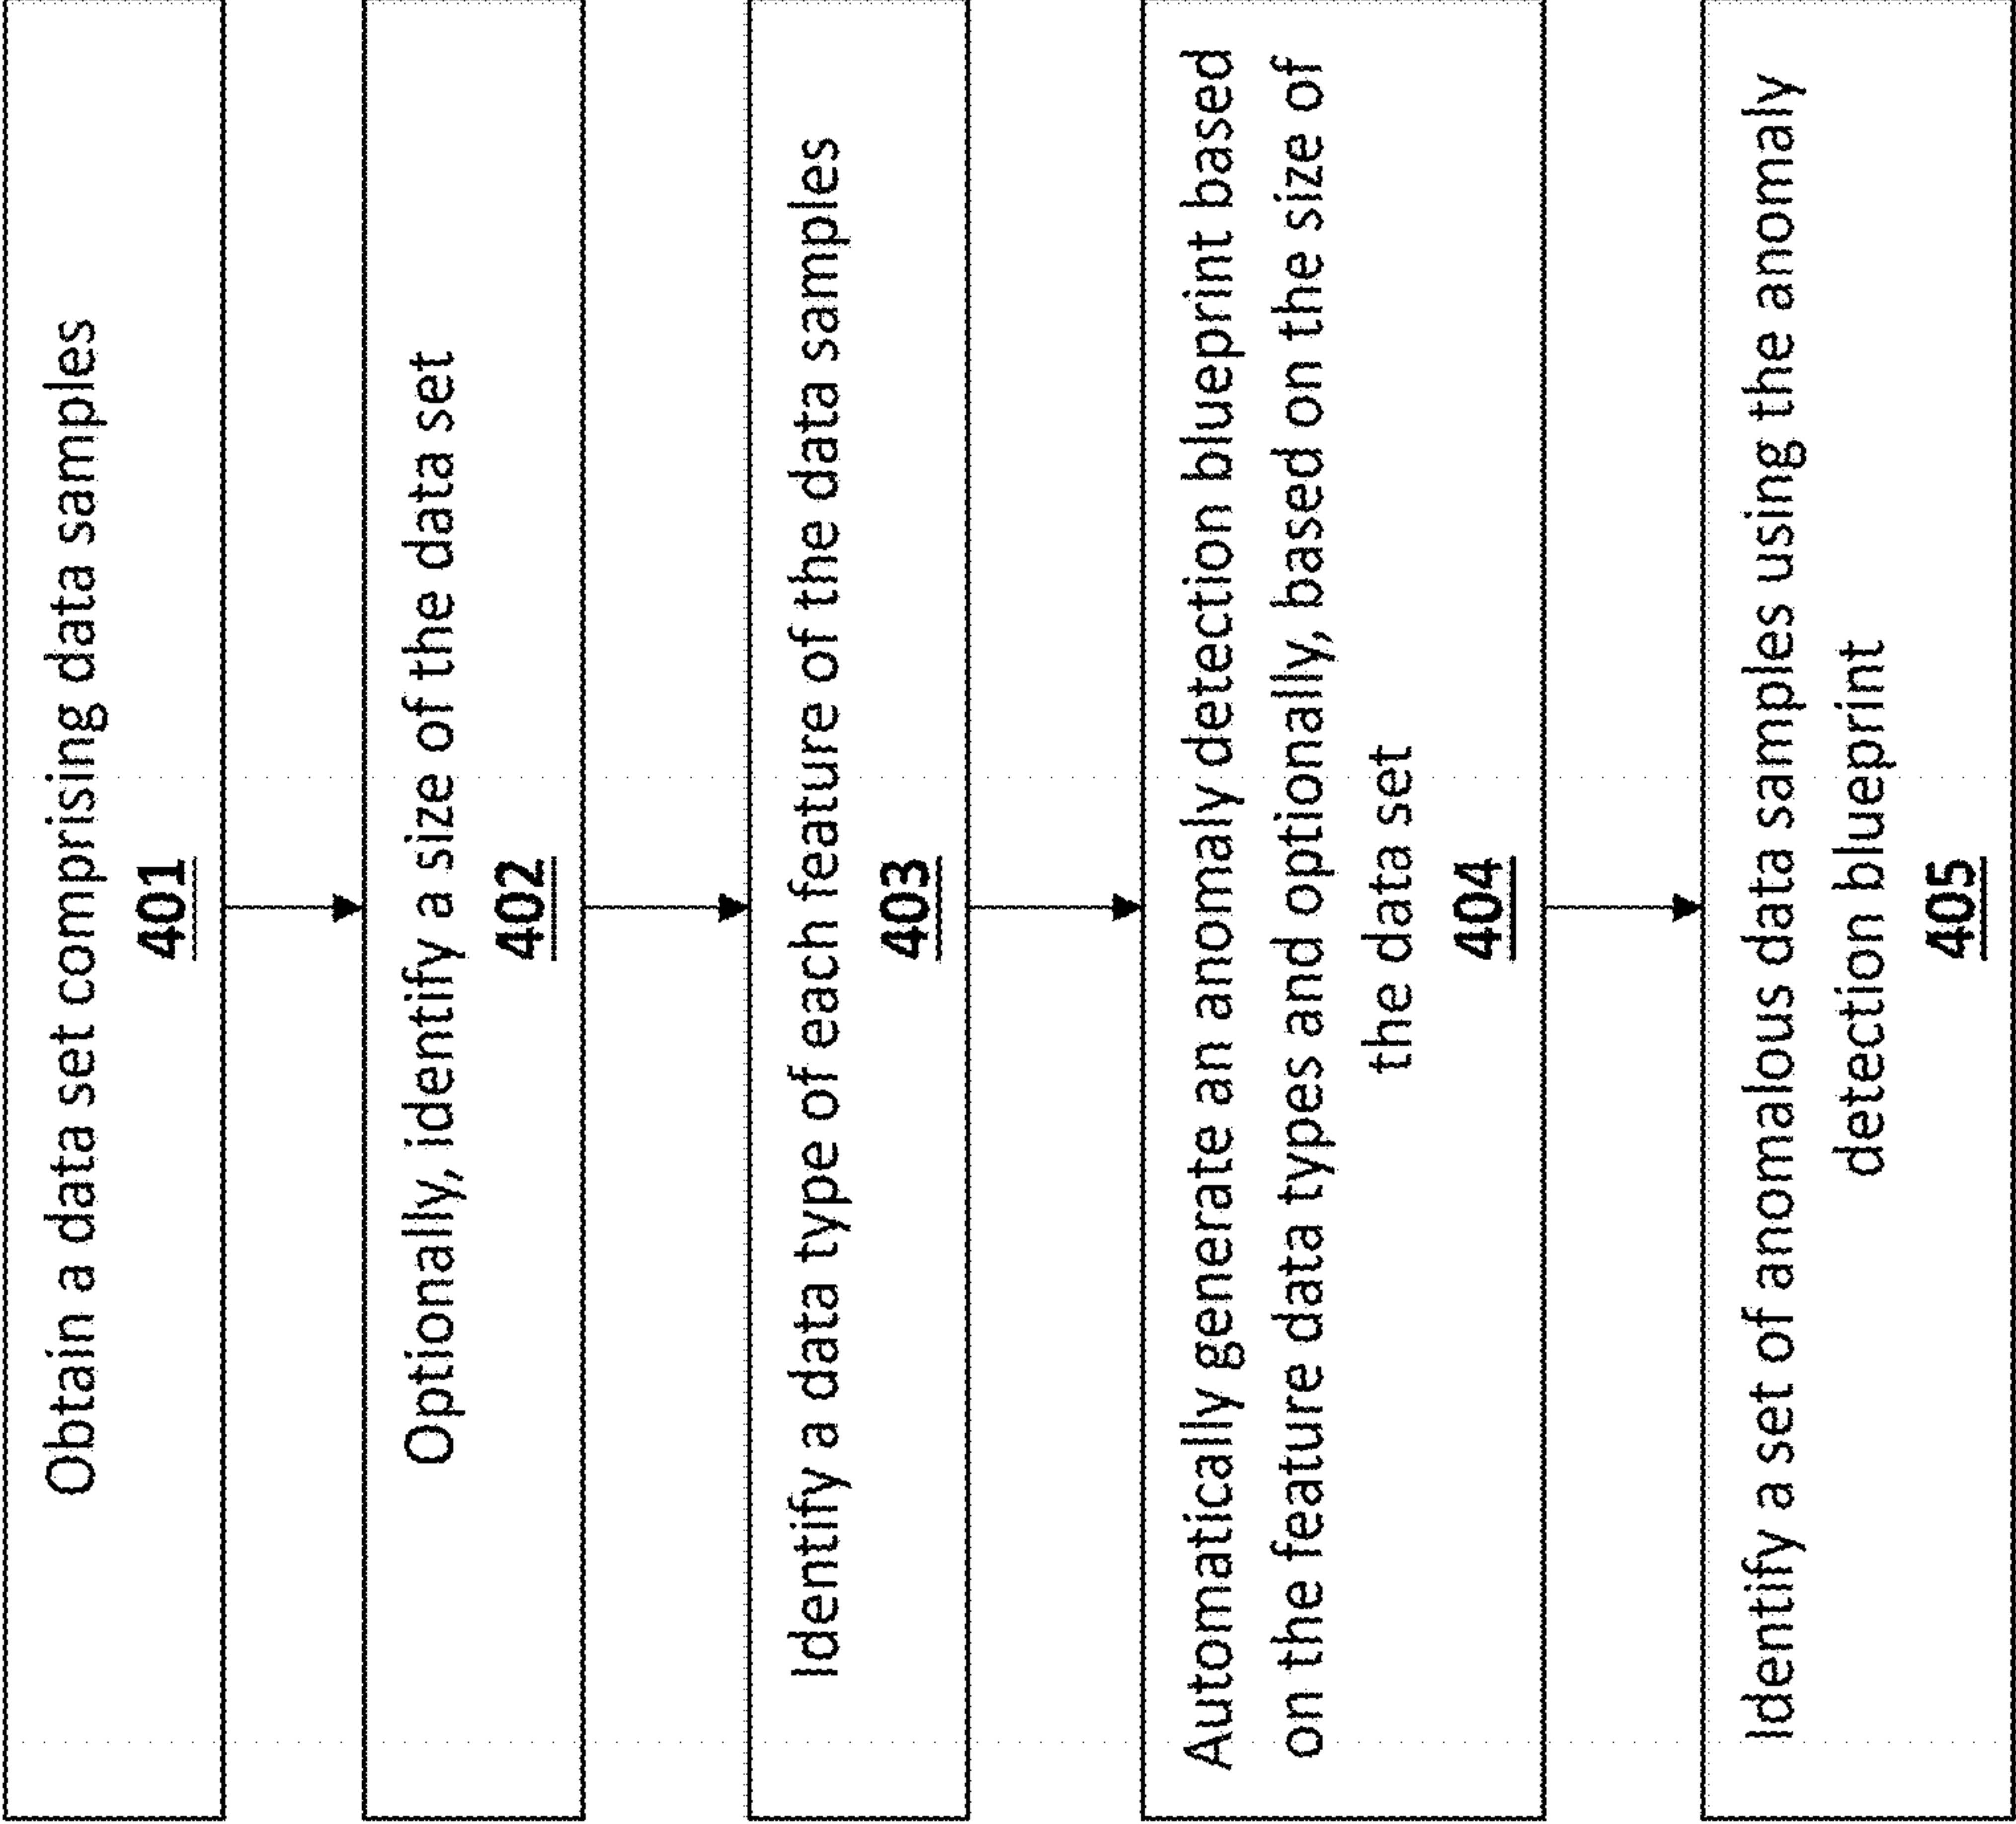 Obtain a data set comprising data samples
401
Optionally, identify a size of the data set
402
Identify a data type of each feature of the data samples
403
Automatically generate an anomaly detection blueprint based
on the feature data types and optionally, based on the size of
the data set
404
Identify a set of anomalous data samples using the anomaly
detection blueprint
405